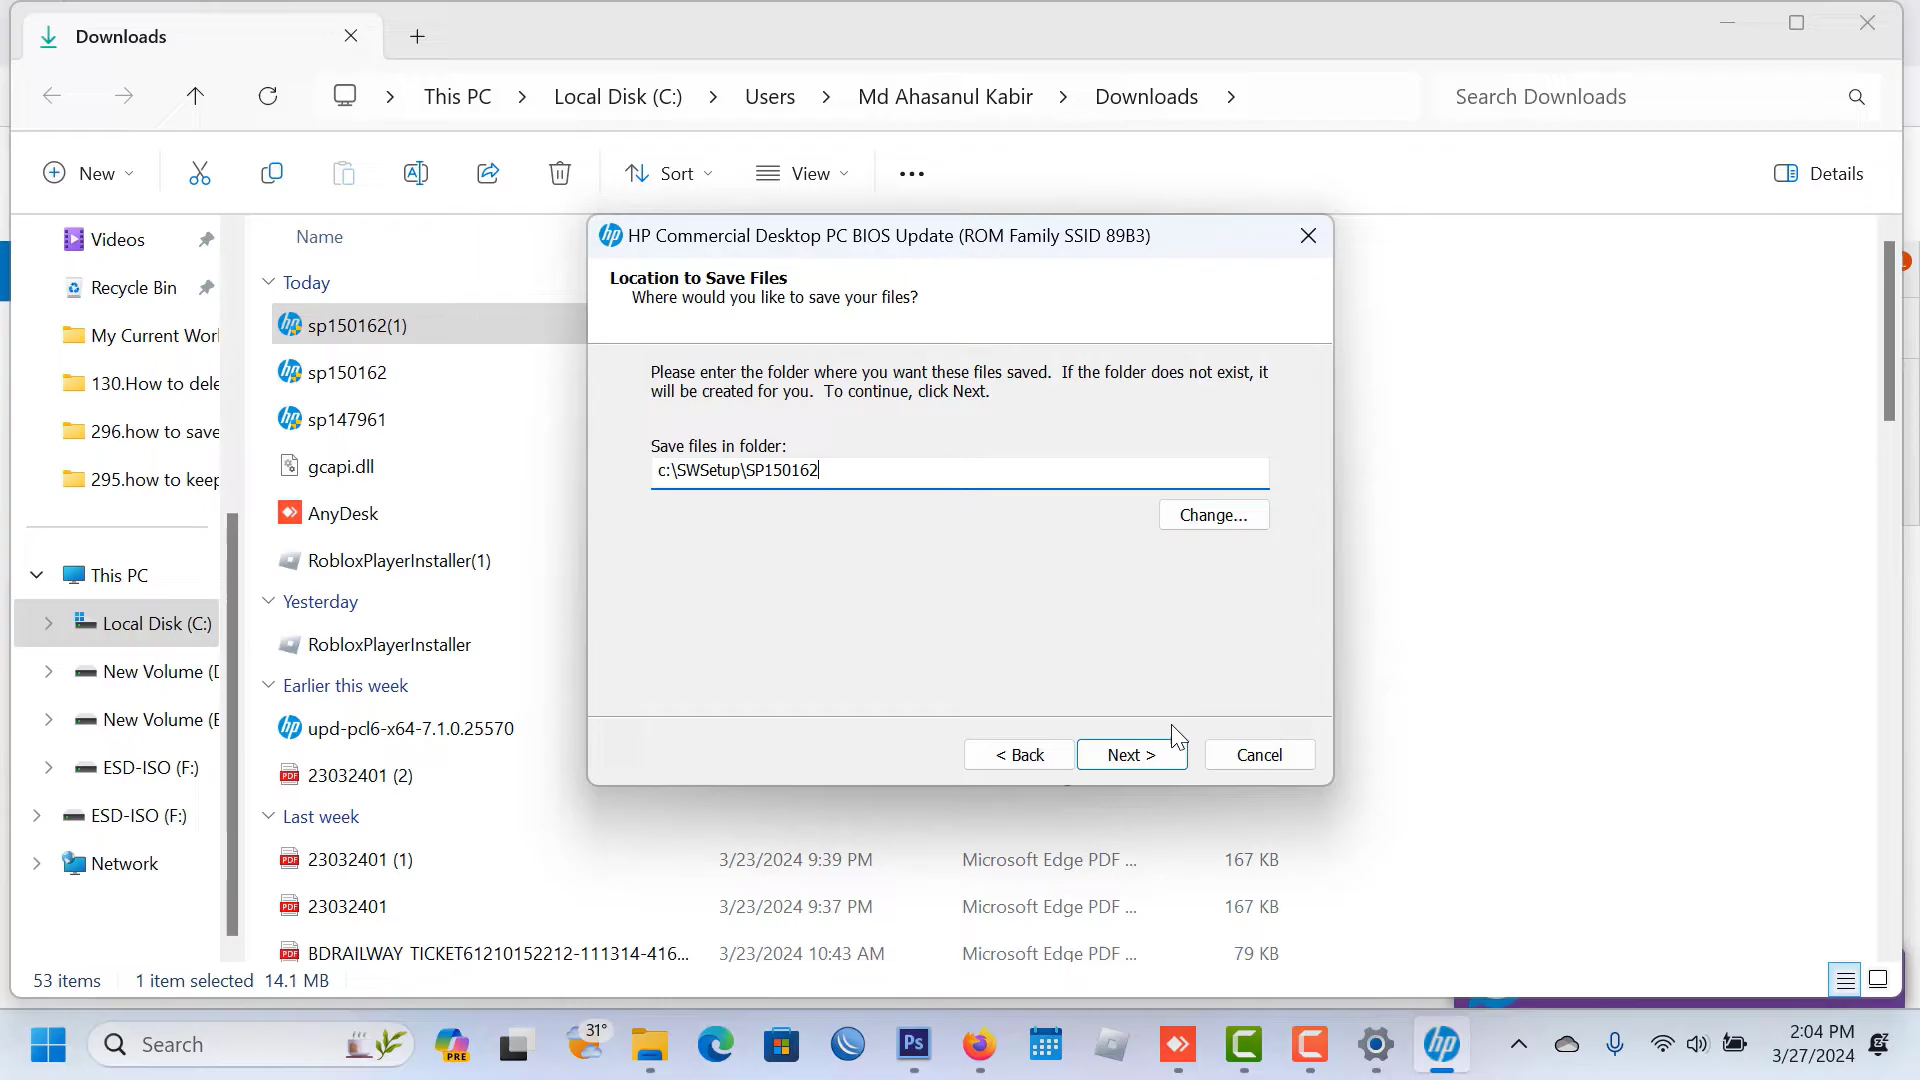 Downloads
This PC
Local Disk (C:)
Users
Md Ahasanul Kabir
Downloads
Search Downloads
New
Sort
View
Details
Videos
Recycle Bin
My Current Wor
130.How to dele
296.how to save
295.how to keep
This PC
Local Disk (C:)
New Volume (D
New Volume (E
ESD-ISO (F:)
ESD-ISO (F:)
Network
Name
Today
sp150162(1)
sp150162
sp147961
gcapi.dll
AnyDesk
RobloxPlayerInstaller(1)
Yesterday
RobloxPlayerInstaller
Earlier this week
upd-pcl6-x64-7.1.0.25570
23032401 (2)
Last week
23032401 (1) 3/23/2024 9:39 PM Microsoft Edge PDF ... 167 KB
23032401 3/23/2024 9:37 PM Microsoft Edge PDF ... 167 KB
BDRAILWAY_TICKET61210152212-111314-416... 3/23/2024 10:43 AM Microsoft Edge PDF ... 79 KB
HP Commercial Desktop PC BIOS Update (ROM Family SSID 89B3)
Location to Save Files
Where would you like to save your files?
Please enter the folder where you want these files saved. If the folder does not exist, it
will be created for you. To continue, click Next.
Save files in folder:
c:\SWSetup\SP150162
Change...
< Back
Next >
Cancel
53 items
1 item selected 14.1 MB
Search
PRE
31°
Ps
hp
2:04 PM
3/27/2024